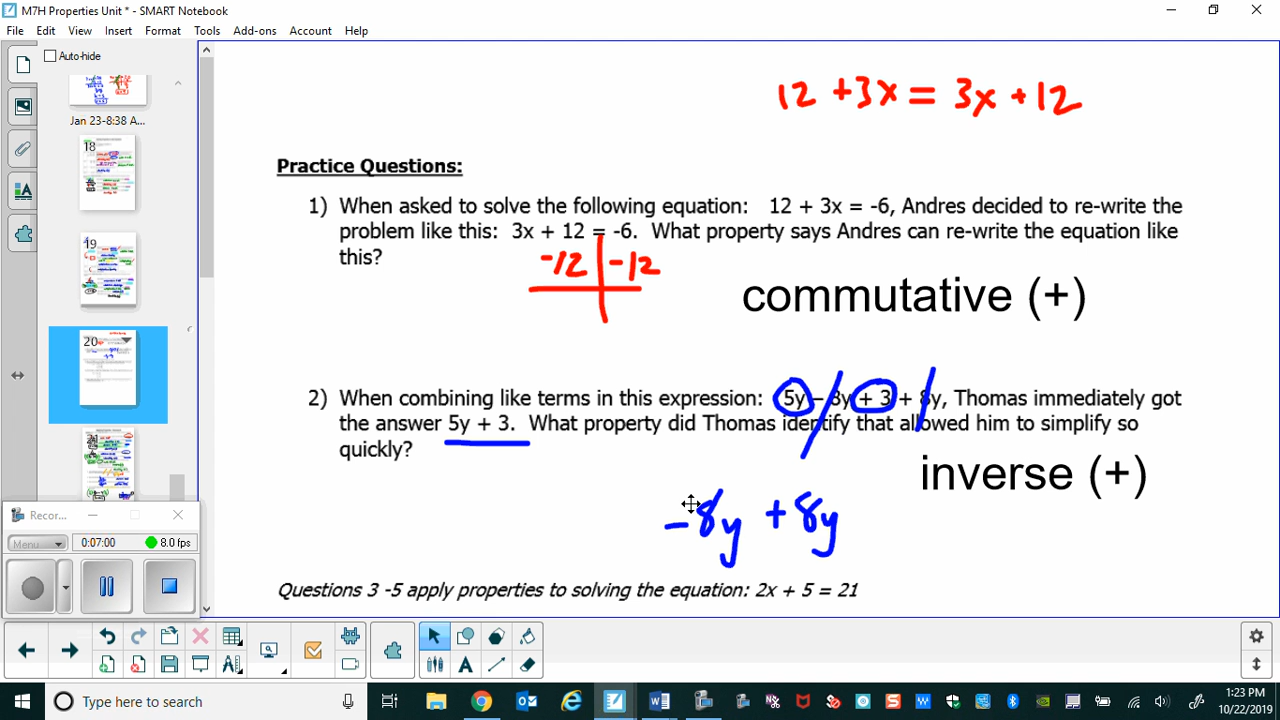 M7H Properties Unit * - SMART Notebook
File Edit View Insert Format Tools Add-ons Account Help
Auto-hide
Jan 23-8:38 A...
18
19
20
21
12 + 3x = 3x + 12
Practice Questions:
1) When asked to solve the following equation: 12 + 3x = -6, Andres decided to re-write the
problem like this: 3x + 12 = -6. What property says Andres can re-write the equation like
this?
-12 -12
commutative (+)
2) When combining like terms in this expression: 5y - 8y + 3 + 8y, Thomas immediately got
the answer 5y + 3. What property did Thomas identify that allowed him to simplify so
quickly?
inverse (+)
-8y + 8y
Questions 3 -5 apply properties to solving the equation: 2x + 5 = 21
Recor...
Menu 0:07:00 8.0 fps
Type here to search
1:23 PM
10/22/2019